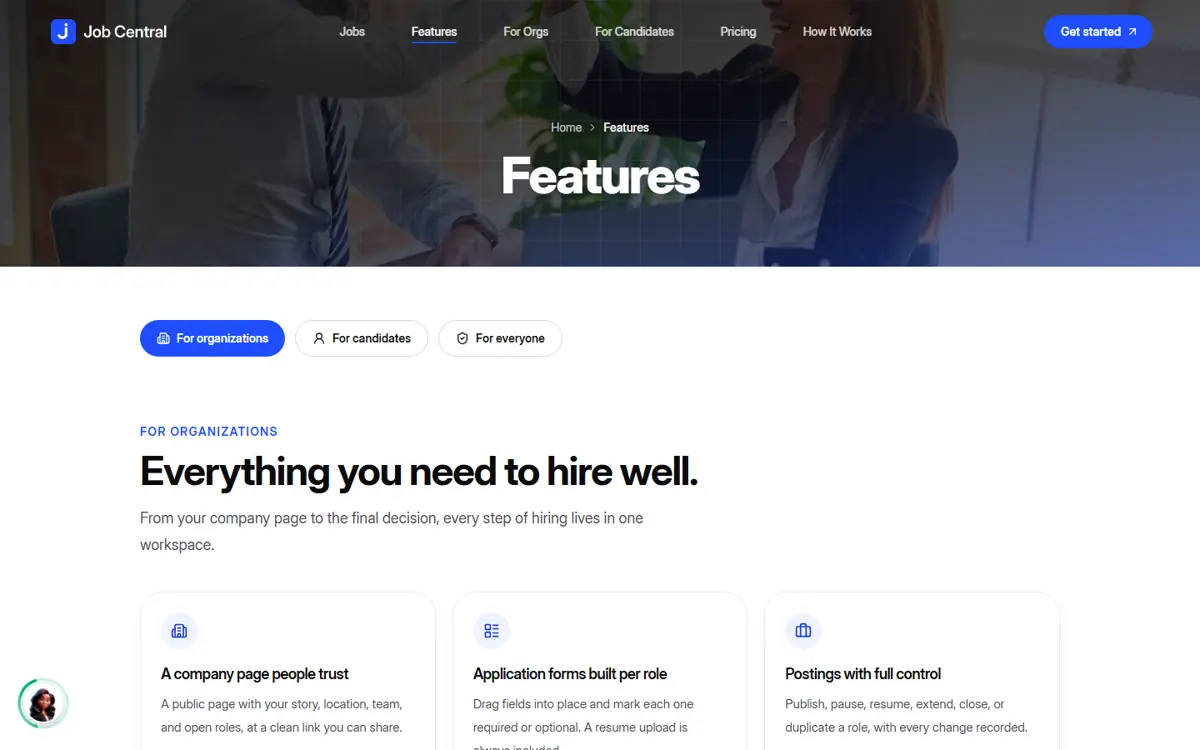 Job Central
Jobs
Features
For Orgs
For Candidates
Pricing
How It Works
Get started
Home > Features
Features
For organizations
For candidates
For everyone
FOR ORGANIZATIONS
Everything you need to hire well.
From your company page to the final decision, every step of hiring lives in one
workspace.
A company page people trust
A public page with your story, location, team,
and open roles, at a clean link you can share.
Application forms built per role
Drag fields into place and mark each one
required or optional. A resume upload is
always included.
Postings with full control
Publish, pause, resume, extend, close, or
duplicate a role, with every change recorded.